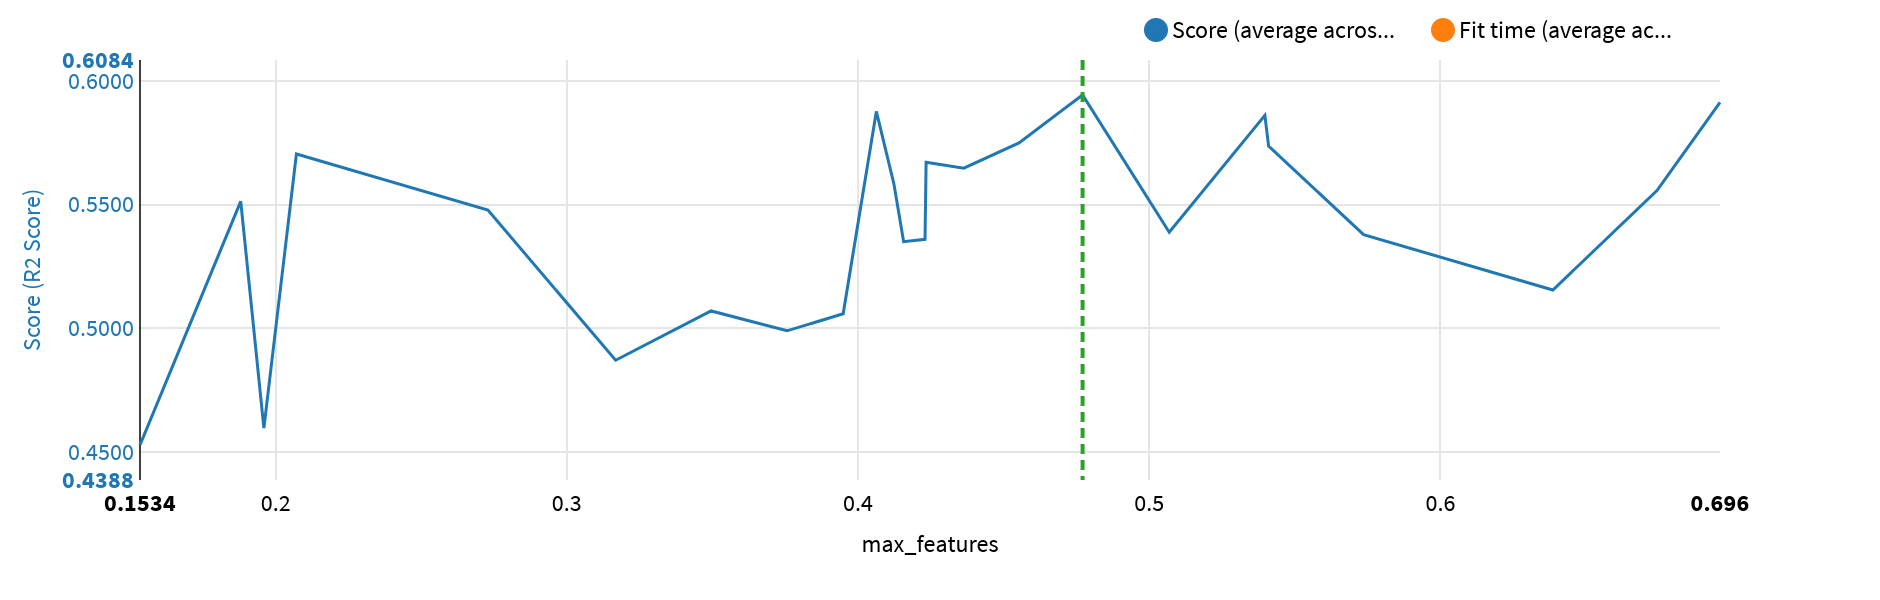 Score (average acros...
Fit time (average ac...
0.6084
0.6000
0.5500
0.5000
0.4500
0.4388
Score (R2 Score)
0.1534 0.2 0.3 0.4 0.5 0.6 0.696
max_features